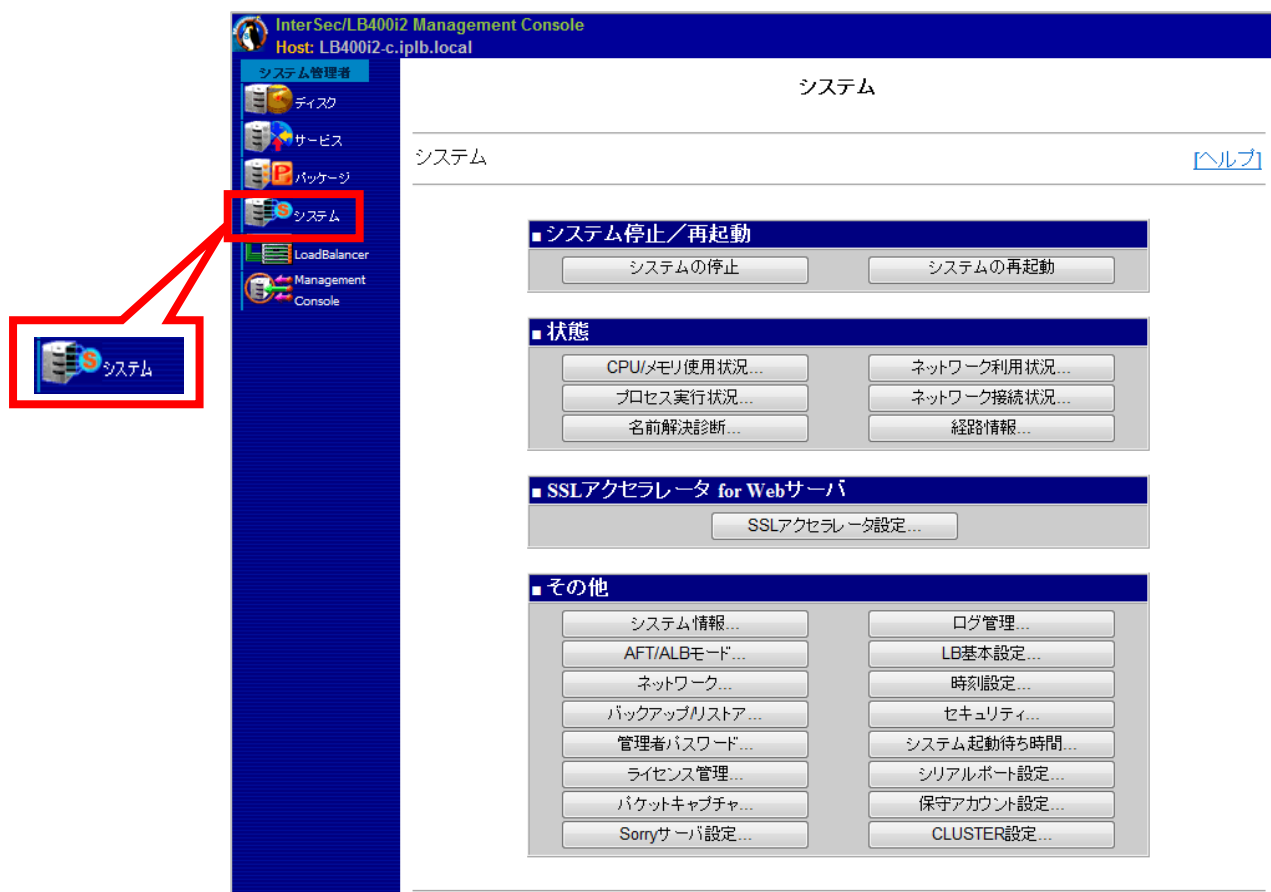 InterSec/LB400i2 Management Console
Host: LB400i2-c.iplb.local
システム管理者
ディスク
サービス
パッケージ
システム
LoadBalancer
Management
Console
システム
システム
システム [ヘルプ]
■システム停止／再起動
システムの停止 システムの再起動
■状態
CPU/メモリ使用状況... ネットワーク利用状況...
プロセス実行状況... ネットワーク接続状況...
名前解決診断... 経路情報...
■SSLアクセラレータ for Webサーバ
SSLアクセラレータ設定...
■その他
システム情報... ログ管理...
AFT/ALBモード... LB基本設定...
ネットワーク... 時刻設定...
バックアップ/リストア... セキュリティ...
管理者パスワード... システム起動待ち時間...
ライセンス管理... シリアルポート設定...
パケットキャプチャ... 保守アカウント設定...
Sorryサーバ設定... CLUSTER設定...